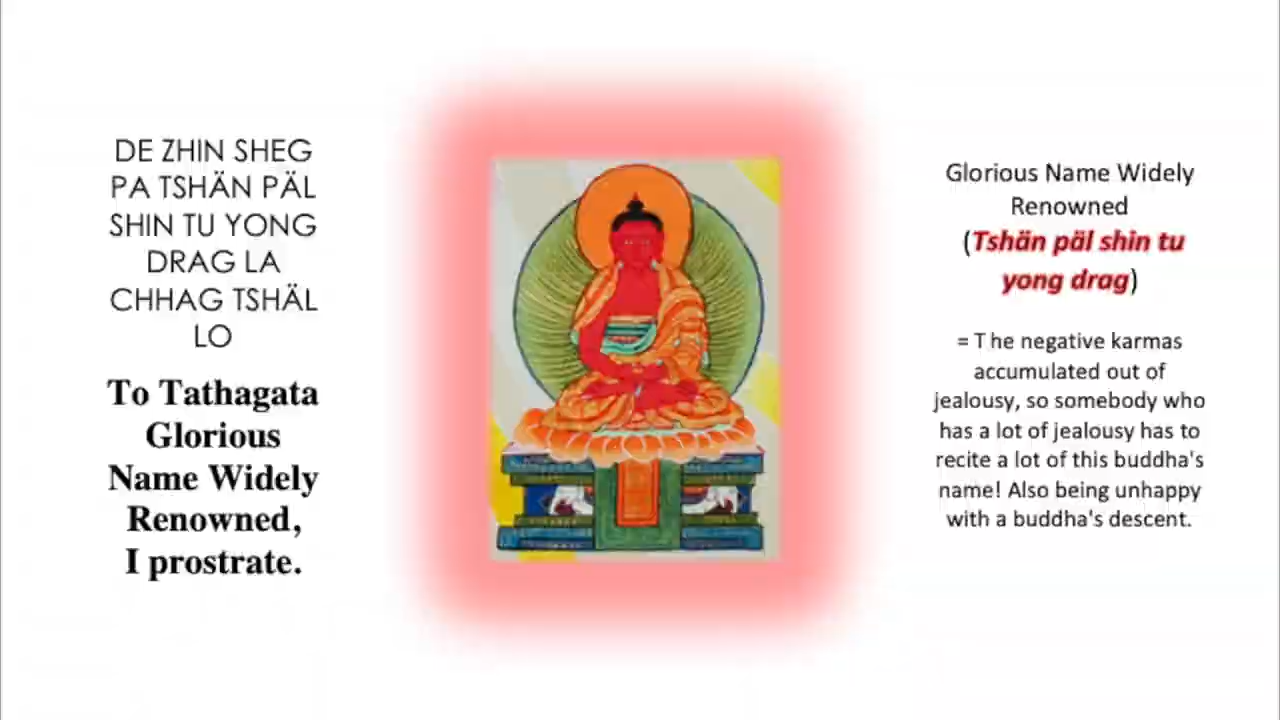 DE ZHIN SHEG
PA TSHÄN PÄL
SHIN TU YONG
DRAG LA
CHHAG TSHÄL
LO
To Tathagata
Glorious
Name Widely
Renowned,
I prostrate.
Glorious Name Widely
Renowned
(Tshän päl shin tu
yong drag)
= T he negative karmas
accumulated out of
jealousy, so somebody who
has a lot of jealousy has to
recite a lot of this buddha's
name! Also being unhappy
with a buddha's descent.